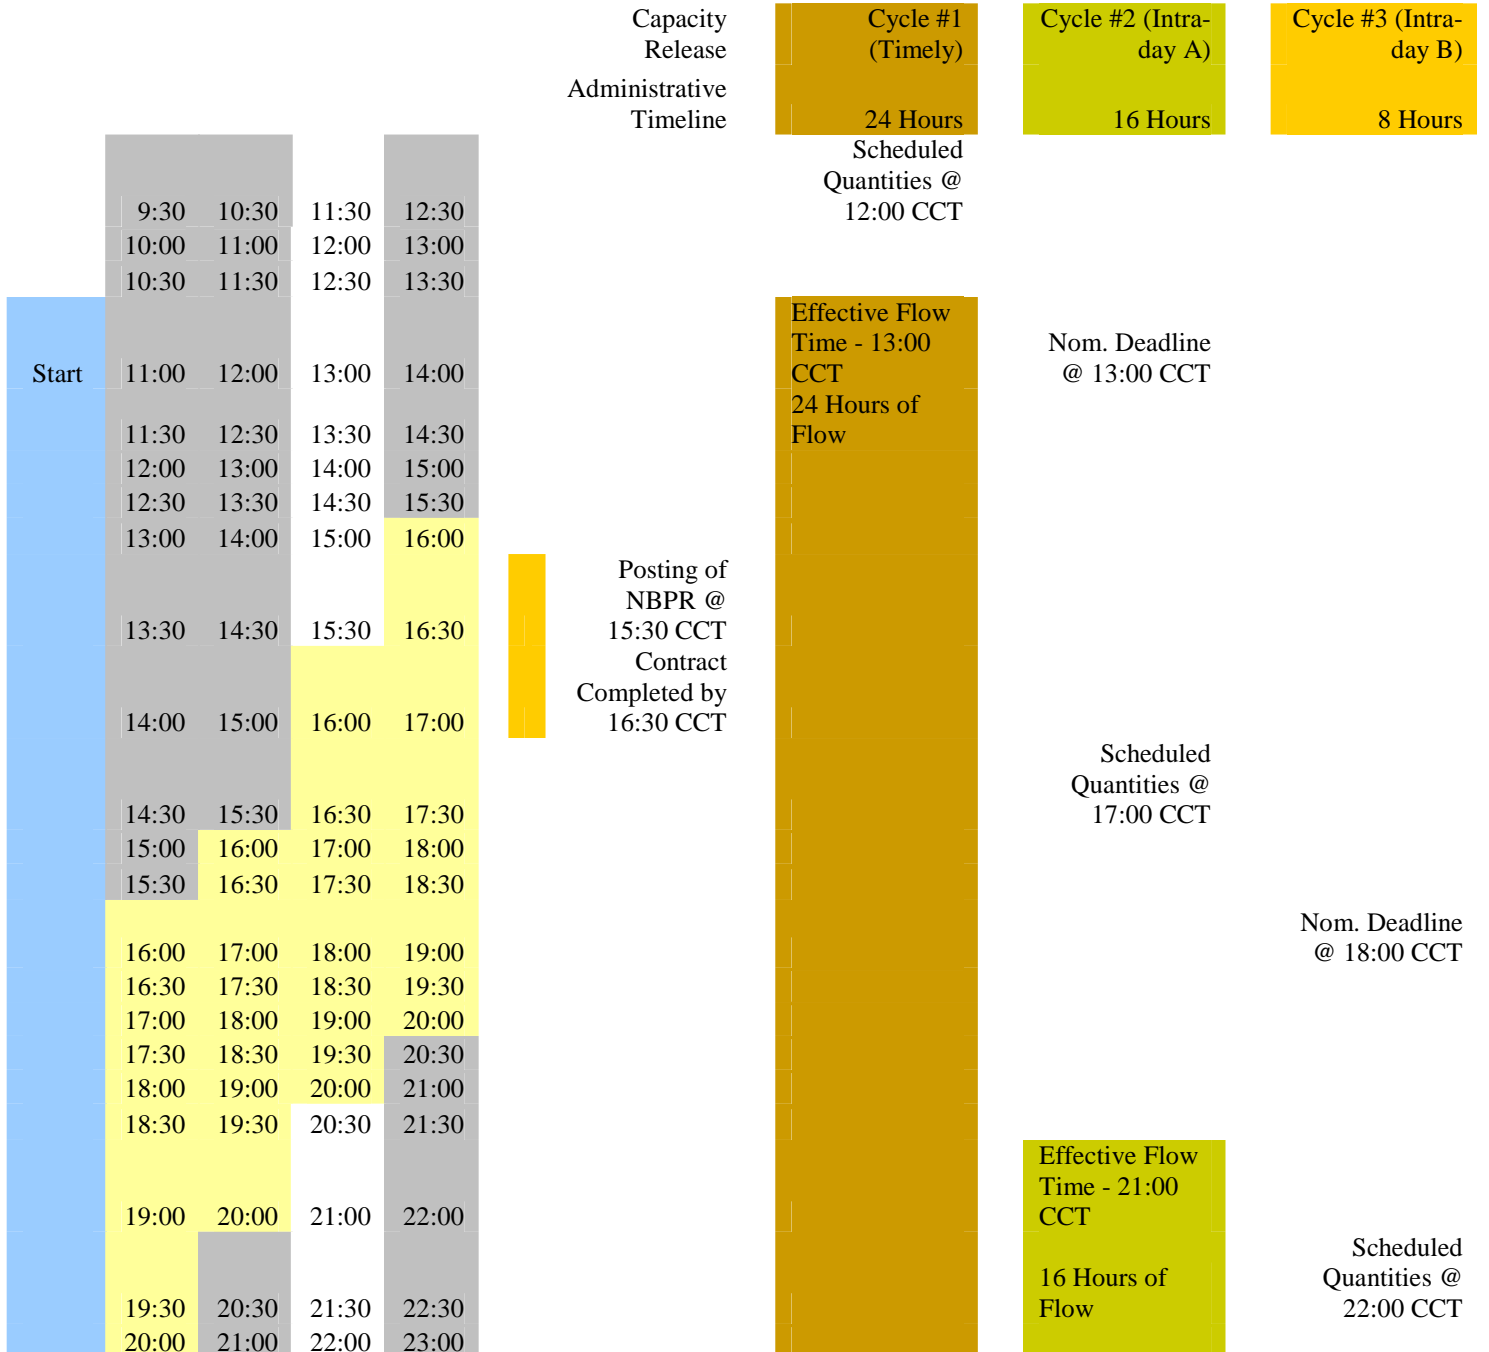 Capacity
Release
Administrative
Timeline
Cycle #1
(Timely)
24 Hours
Cycle #2 (Intra-
day A)
16 Hours
Cycle #3 (Intra-
day B)
8 Hours
Scheduled
Quantities @
9:30 10:30 11:30 12:30 12:00 CCT
10:00 11:00 12:00 13:00
10:30 11:30 12:30 13:30
Effective Flow
Time - 13:00
CCT
Nom. Deadline
@ 13:00 CCT
Start 11:00 12:00 13:00 14:00
24 Hours of
Flow
11:30 12:30 13:30 14:30
12:00 13:00 14:00 15:00
12:30 13:30 14:30 15:30
13:00 14:00 15:00 16:00
Posting of
NBPR @
13:30 14:30 15:30 16:30 15:30 CCT
Contract
Completed by
14:00 15:00 16:00 17:00 16:30 CCT
Scheduled
Quantities @
14:30 15:30 16:30 17:30 17:00 CCT
15:00 16:00 17:00 18:00
15:30 16:30 17:30 18:30
Nom. Deadline
16:00 17:00 18:00 19:00 @ 18:00 CCT
16:30 17:30 18:30 19:30
17:00 18:00 19:00 20:00
17:30 18:30 19:30 20:30
18:00 19:00 20:00 21:00
18:30 19:30 20:30 21:30
Effective Flow
Time - 21:00
19:00 20:00 21:00 22:00 CCT
Scheduled
16 Hours of Quantities @
19:30 20:30 21:30 22:30 Flow 22:00 CCT
20:00 21:00 22:00 23:00